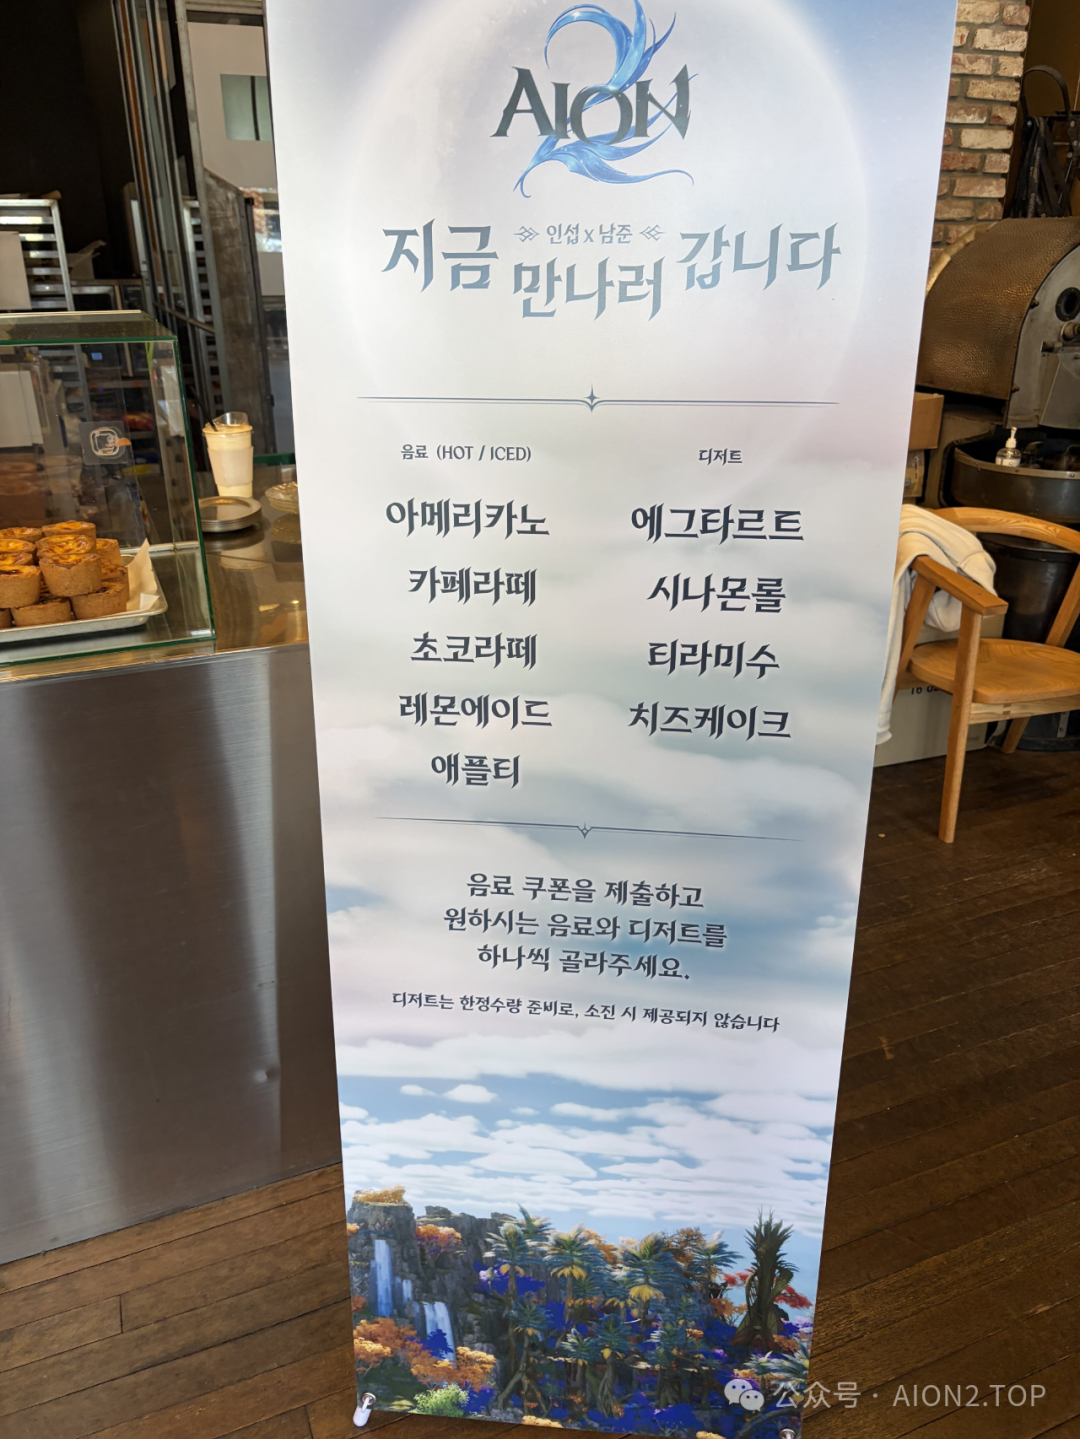 AION2
인섭 x 남준
지금 만나러 갑니다
음료 (HOT / ICED)
아메리카노
카페라떼
초코라떼
레몬에이드
애플티
디저트
에그타르트
시나몬롤
티라미수
치즈케이크
음료 쿠폰을 제출하고
원하시는 음료와 디저트를
하나씩 골라주세요.
디저트는 한정수량 준비로, 소진 시 제공되지 않습니다
公众号 · AION2.TOP